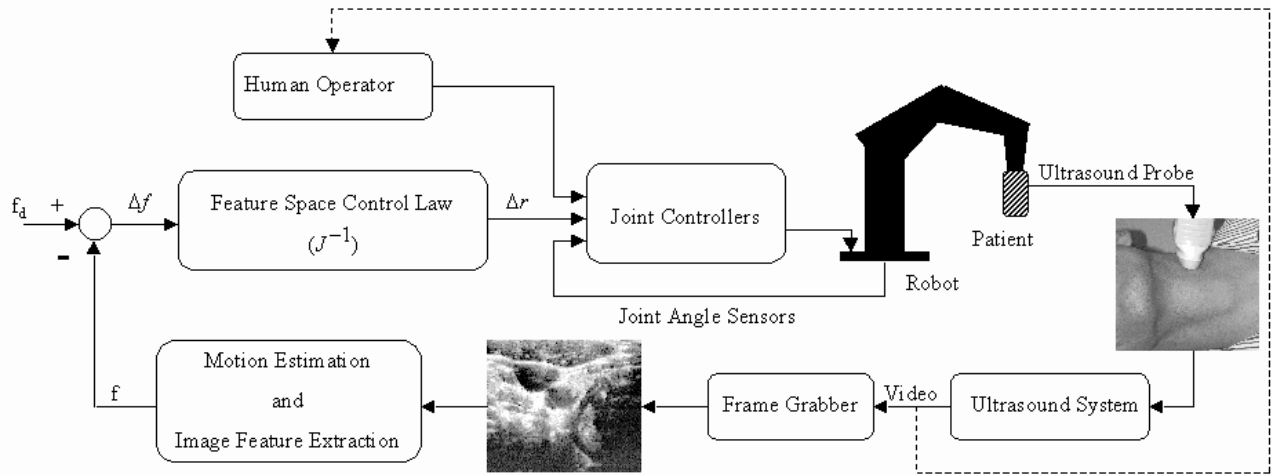 Human Operator
f_d
+
-
Δf
Feature Space Control Law
(J⁻¹)
Δr
Joint Controllers
Ultrasound Probe
Patient
Robot
Joint Angle Sensors
Motion Estimation
and
Image Feature Extraction
f
Frame Grabber
Video
Ultrasound System